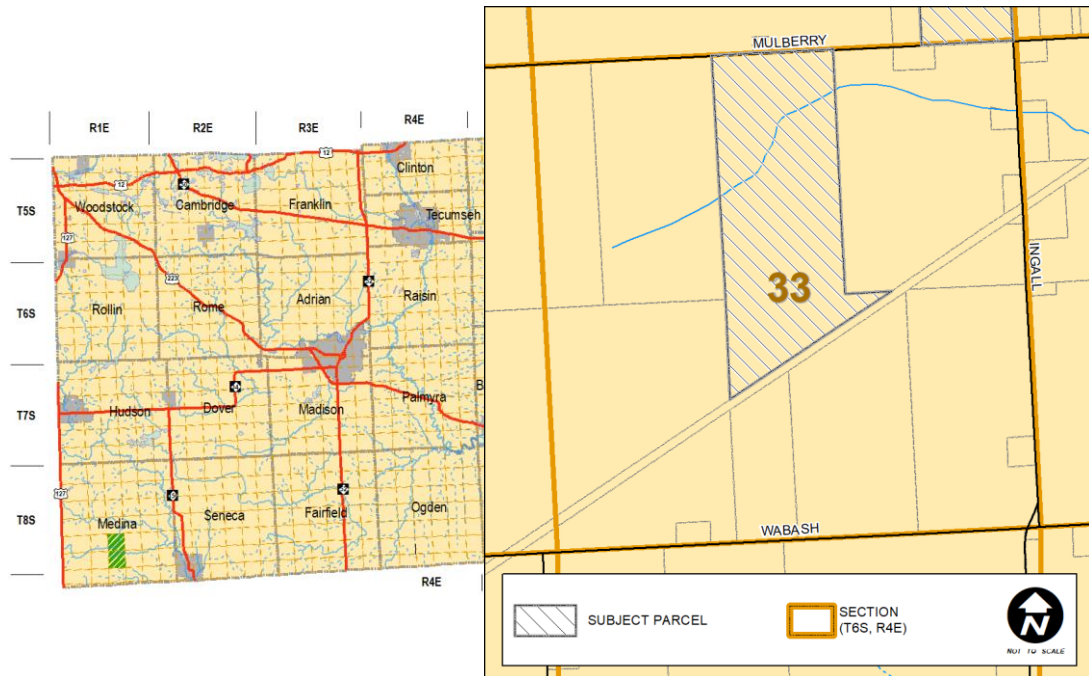 R1E
R2E
R3E
R4E
T5S
T6S
T7S
T8S
12
12
Clinton
Woodstock
Cambridge
Franklin
Tecumseh
127
223
Rollin
Rome
Adrian
Raisin
Hudson
Dover
Madison
Palmyra
B
127
Medina
Seneca
Fairfield
Ogden
R4E
MULBERRY
INGALL
33
WABASH
SUBJECT PARCEL
SECTION
(T6S, R4E)
N
NOT TO SCALE